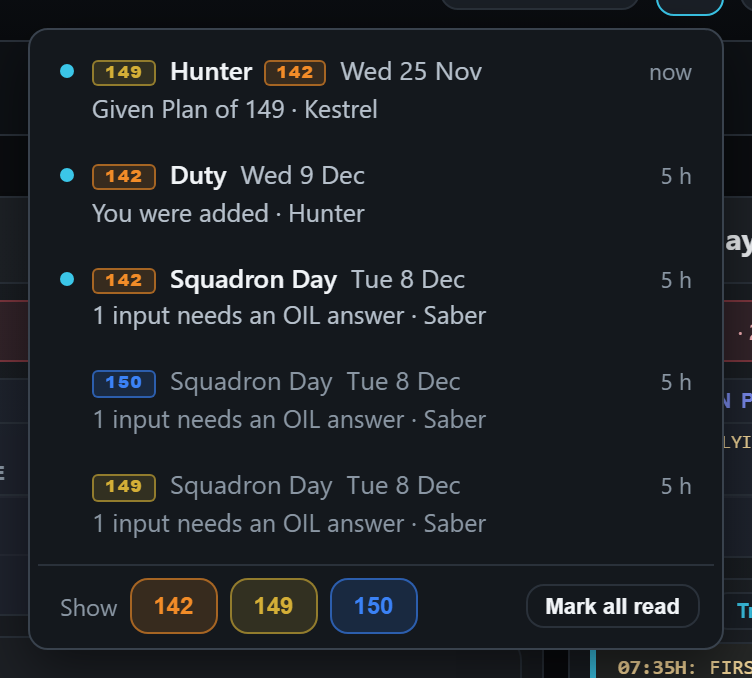 149 Hunter 142 Wed 25 Nov now
Given Plan of 149 · Kestrel
142 Duty Wed 9 Dec 5 h
You were added · Hunter
142 Squadron Day Tue 8 Dec 5 h
1 input needs an OIL answer · Saber
150 Squadron Day Tue 8 Dec 5 h
1 input needs an OIL answer · Saber
149 Squadron Day Tue 8 Dec 5 h
1 input needs an OIL answer · Saber
Show 142 149 150 Mark all read
07:35H: FIRS